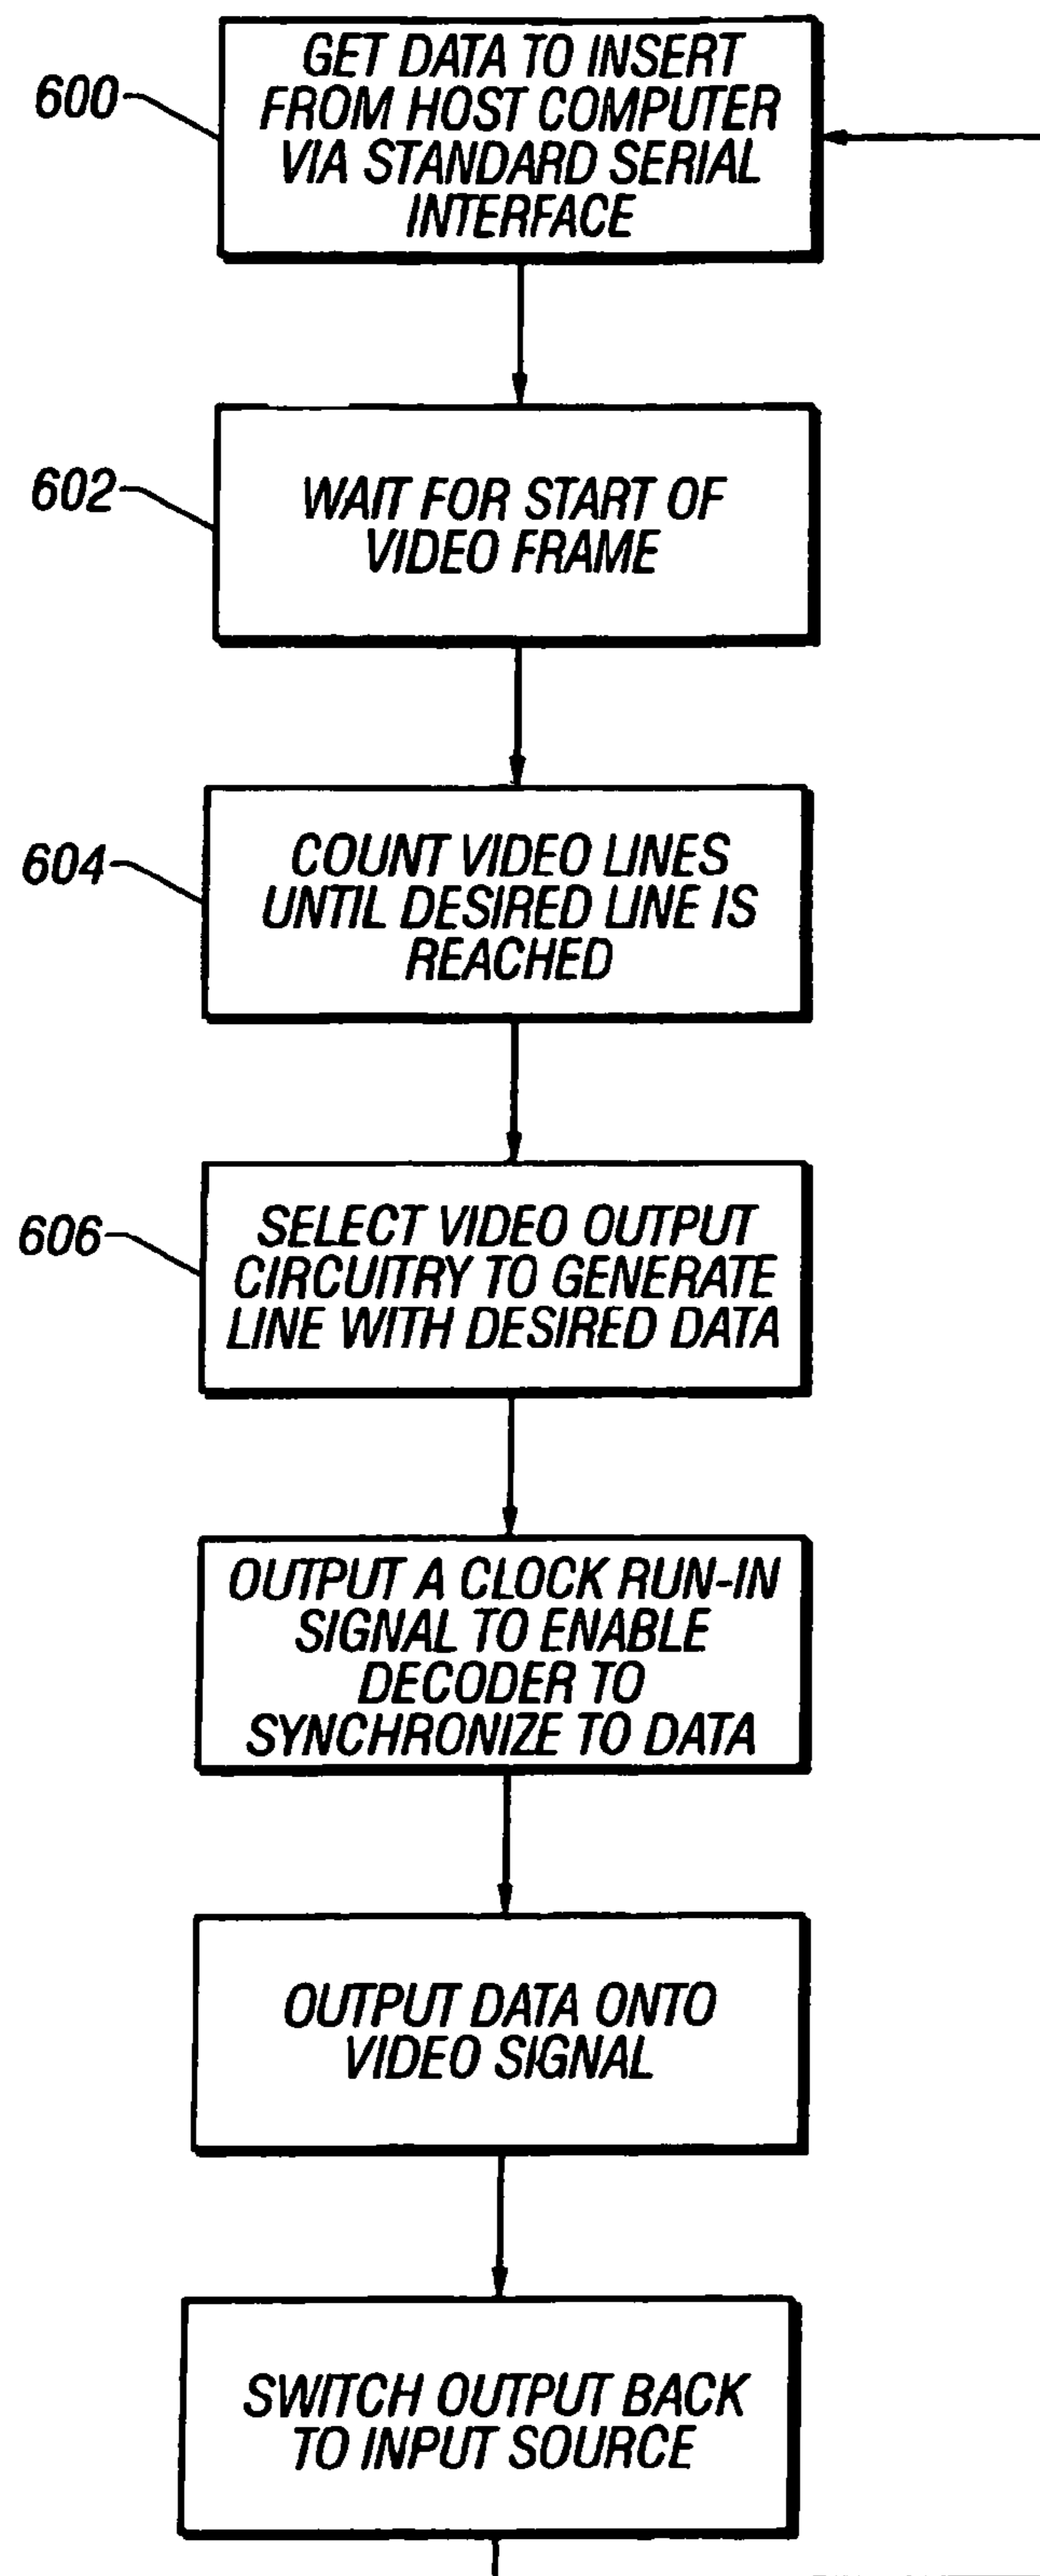 600
GET DATA TO INSERT
FROM HOST COMPUTER
VIA STANDARD SERIAL
INTERFACE
602
WAIT FOR START OF
VIDEO FRAME
604
COUNT VIDEO LINES
UNTIL DESIRED LINE IS
REACHED
606
SELECT VIDEO OUTPUT
CIRCUITRY TO GENERATE
LINE WITH DESIRED DATA
OUTPUT A CLOCK RUN-IN
SIGNAL TO ENABLE
DECODER TO
SYNCHRONIZE TO DATA
OUTPUT DATA ONTO
VIDEO SIGNAL
SWITCH OUTPUT BACK
TO INPUT SOURCE